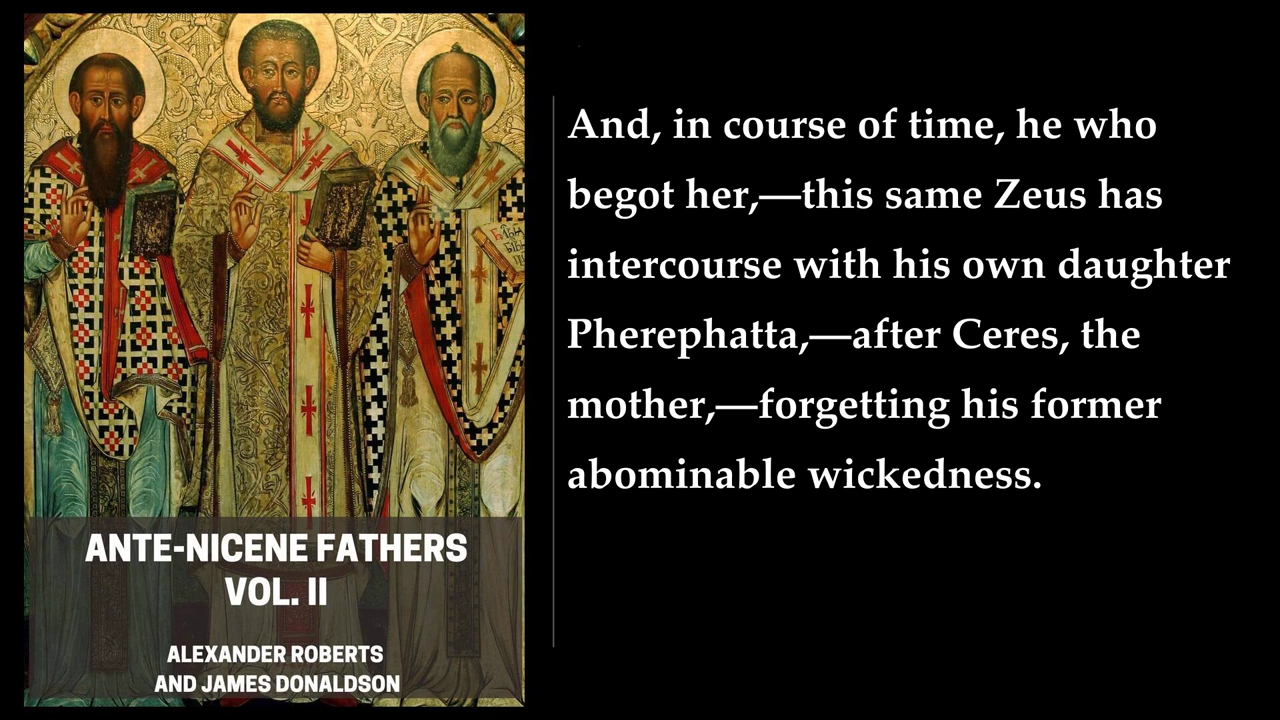 ANTE-NICENE FATHERS
VOL. II
ALEXANDER ROBERTS
AND JAMES DONALDSON
And, in course of time, he who
begot her,—this same Zeus has
intercourse with his own daughter
Pherephatta,—after Ceres, the
mother,—forgetting his former
abominable wickedness.